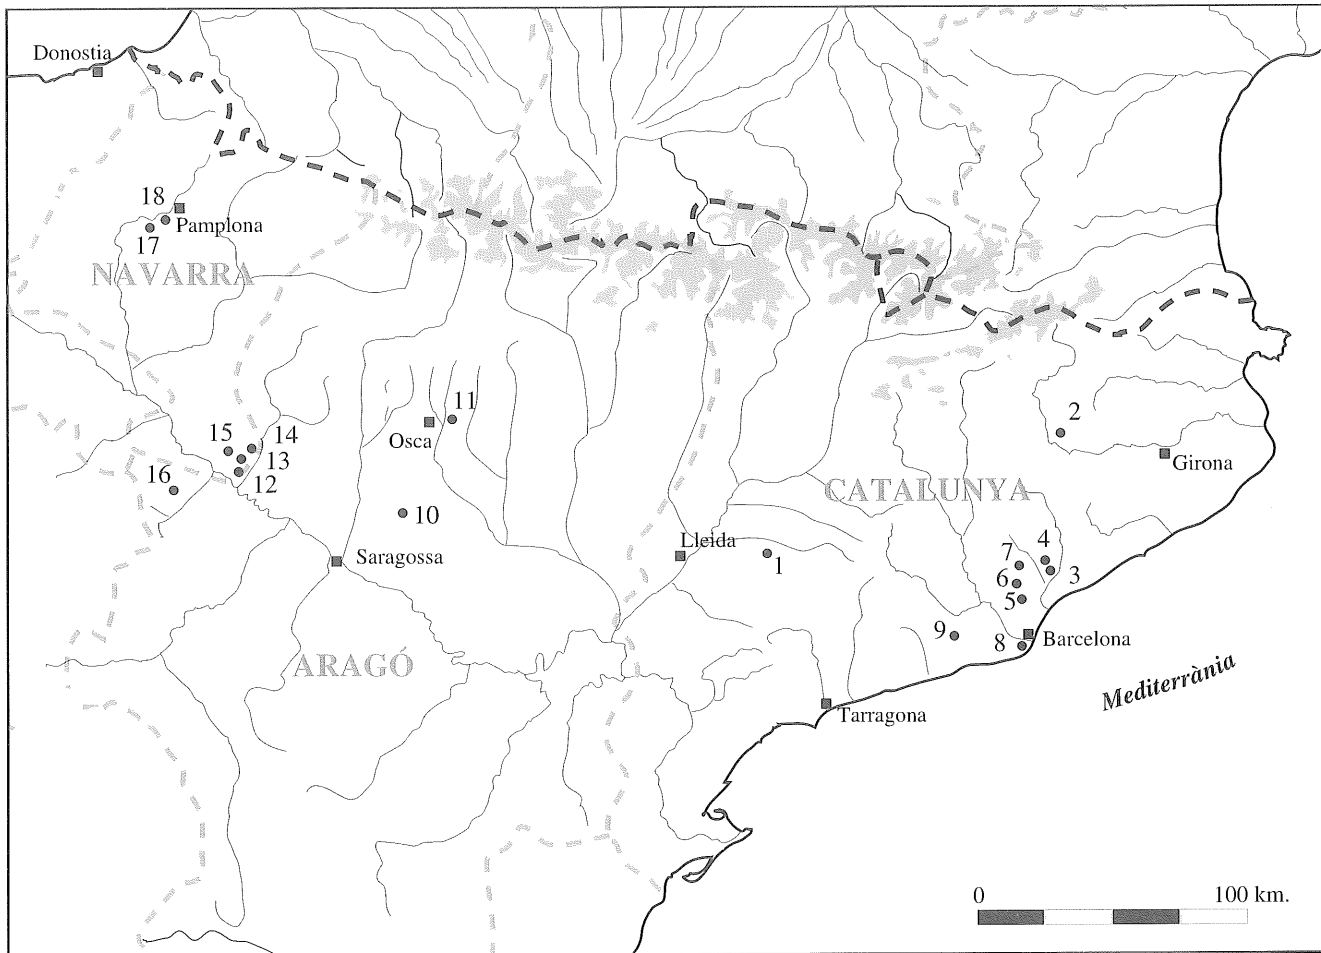 Donostia
18
Pamplona
17
NAVARRA
11
Osca
2
Girona
15
14
13
12
16
10
CATALUNYA
Saragossa
Lleida
1
7
4
6
3
5
9
8
Barcelona
ARAGÓ
Mediterrània
Tarragona
0
100 km.